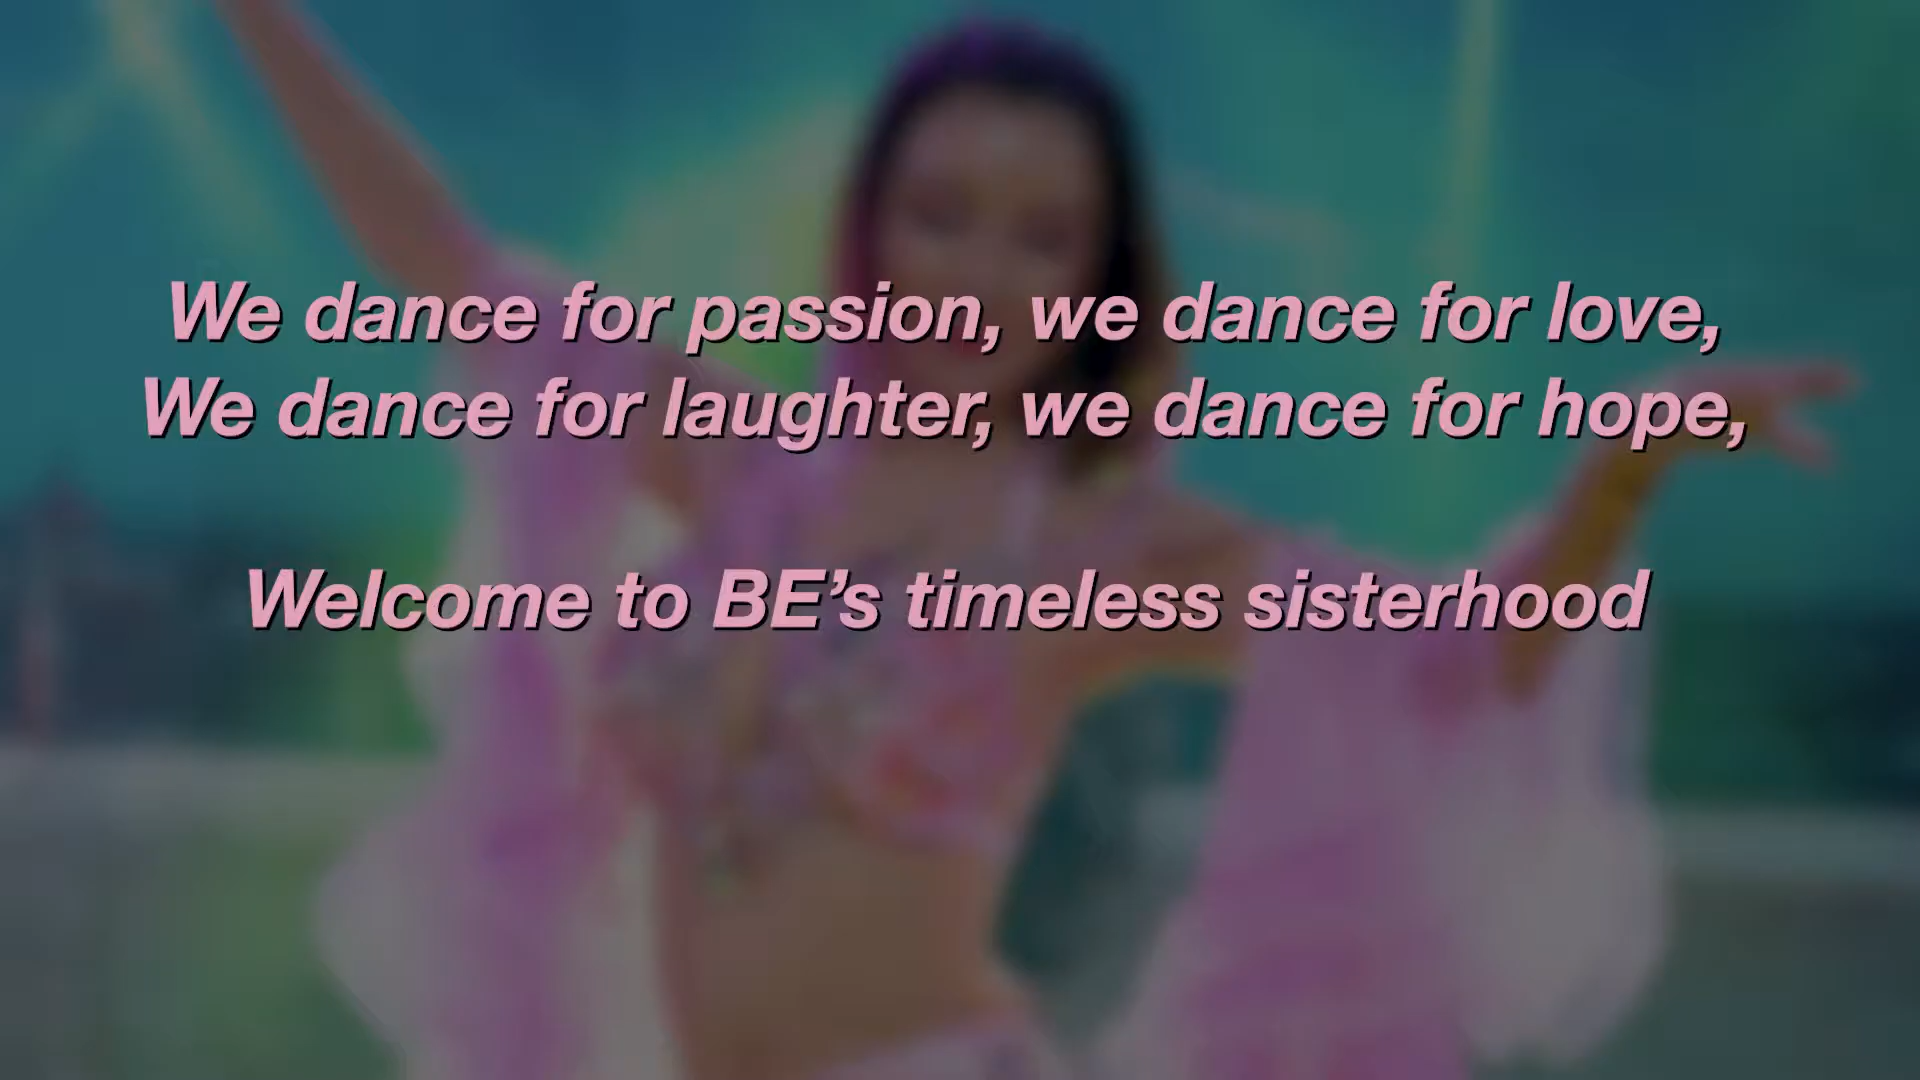 We dance for passion, we dance for love,
We dance for laughter, we dance for hope,
Welcome to BE’s timeless sisterhood